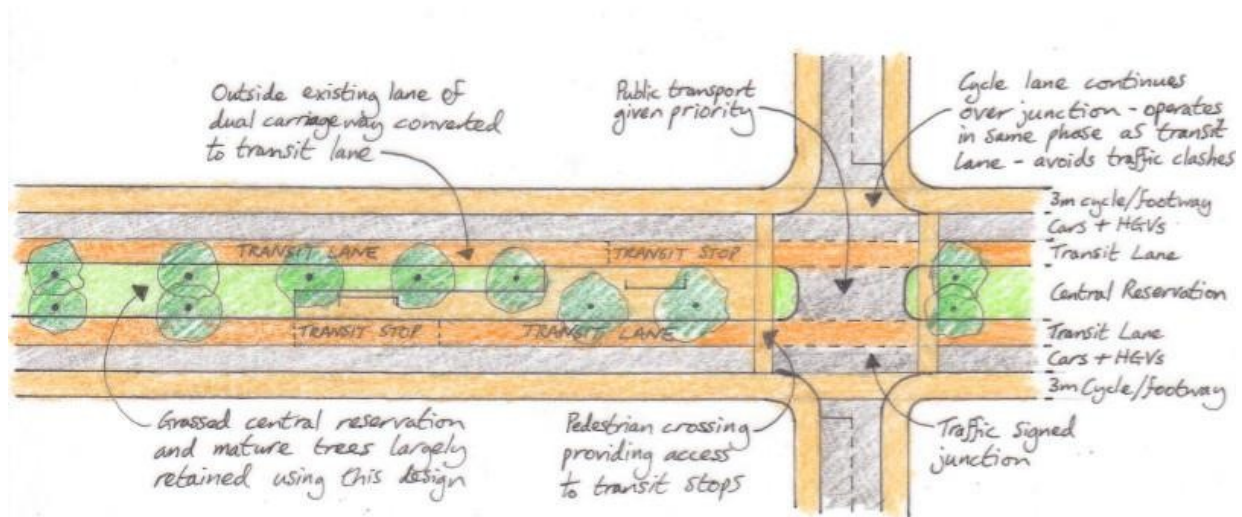 Outside existing lane of
dual carriageway converted
to transit lane
Public transport
given priority
Cycle lane continues
over junction - operates
in same phase as transit
Lane - avoids traffic clashes
3m cycle/footway
Cars + HGVs
Transit Lane
Central Reservation
Transit Lane
Cars + HGVs
3m Cycle/footway
TRANSIT LANE
TRANSIT STOP
TRANSIT STOP
TRANSIT LANE
Grassed central reservation
and mature trees largely
retained using this design
Pedestrian crossing
providing access
to transit stops
Traffic signed
junction